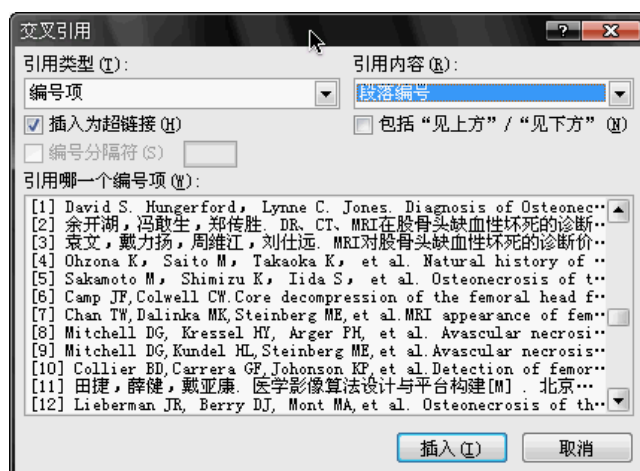 交叉引用
引用类型(T): 引用内容(R):
编号项 段落编号
插入为超链接(H) 包括“见上方”/“见下方” (N)
编号分隔符(S)
引用哪一个编号项(W):
[1] David S. Hungerford, Lynne C. Jones. Diagnosis of Osteonec…
[2] 余开湖,冯敢生,郑传胜. DR、CT、MRI在股骨头缺血性坏死的诊断…
[3] 袁文,戴力扬,周维江,刘仕远. MRI对股骨头缺血性坏死的诊断价…
[4] Ohzona K, Saito M, Takaoka K, et al. Natural history of …
[5] Sakamoto M, Shimizu K, Iida S, et al. Osteonecrosis of t…
[6] Camp JF,Colwell CW.Core decompression of the femoral head f…
[7] Chan TW,Dalinka MK,Steinberg ME,et al.MRI appearance of fem…
[8] Mitchell DG, Kressel HY, Arger PH, et al. Avascular necrosi…
[9] Mitchell DG,Kundel HL,Steinberg ME,et al.Avascular necrosis…
[10] Collier BD,Carrera GF,Johonson KP,et al.Detection of femor…
[11] 田捷,薛健,戴亚康. 医学影像算法设计与平台构建[M] . 北京…
[12] Lieberman JR, Berry DJ, Mont MA,et al. Osteonecrosis of th…
插入(I) 取消